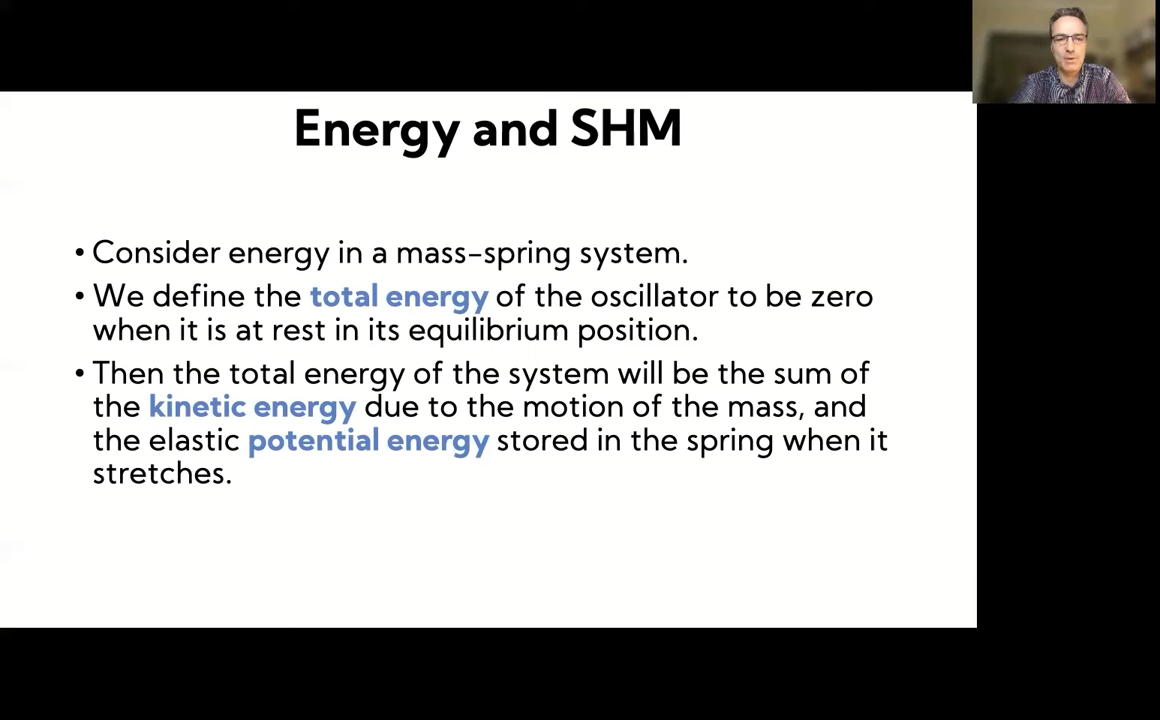 Energy and SHM
• Consider energy in a mass-spring system.
• We define the total energy of the oscillator to be zero
when it is at rest in its equilibrium position.
• Then the total energy of the system will be the sum of
the kinetic energy due to the motion of the mass, and
the elastic potential energy stored in the spring when it
stretches.